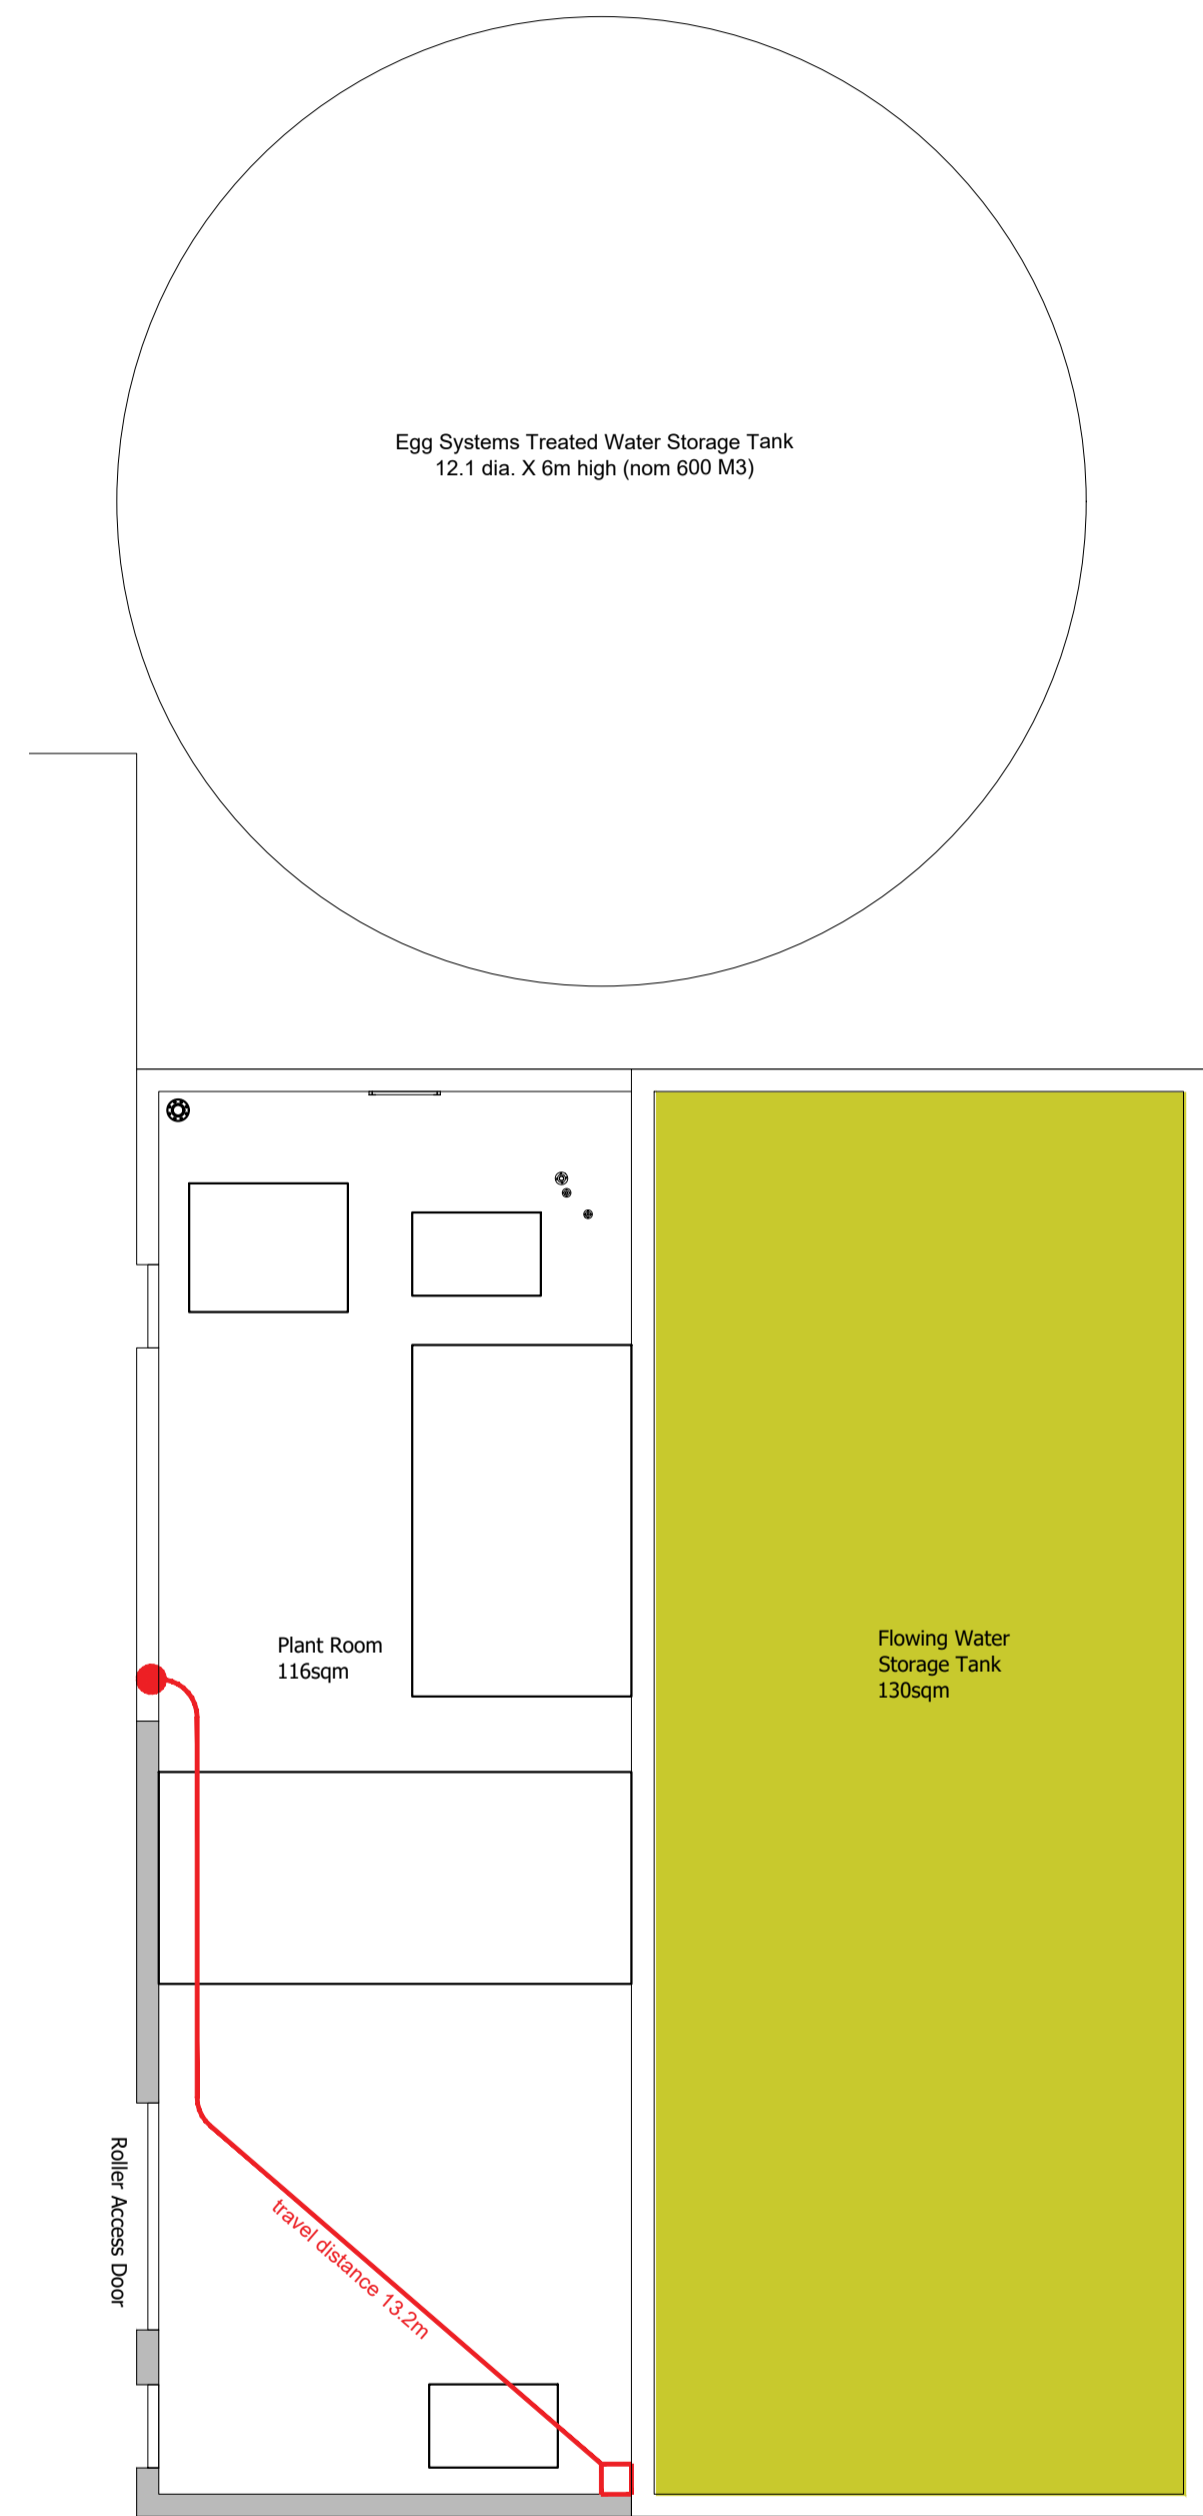 Egg Systems Treated Water Storage Tank
12.1 dia. X 6m high (nom 600 M3)
Plant Room
116sqm
Flowing Water
Storage Tank
130sqm
Roller Access Door
travel distance 13.2m